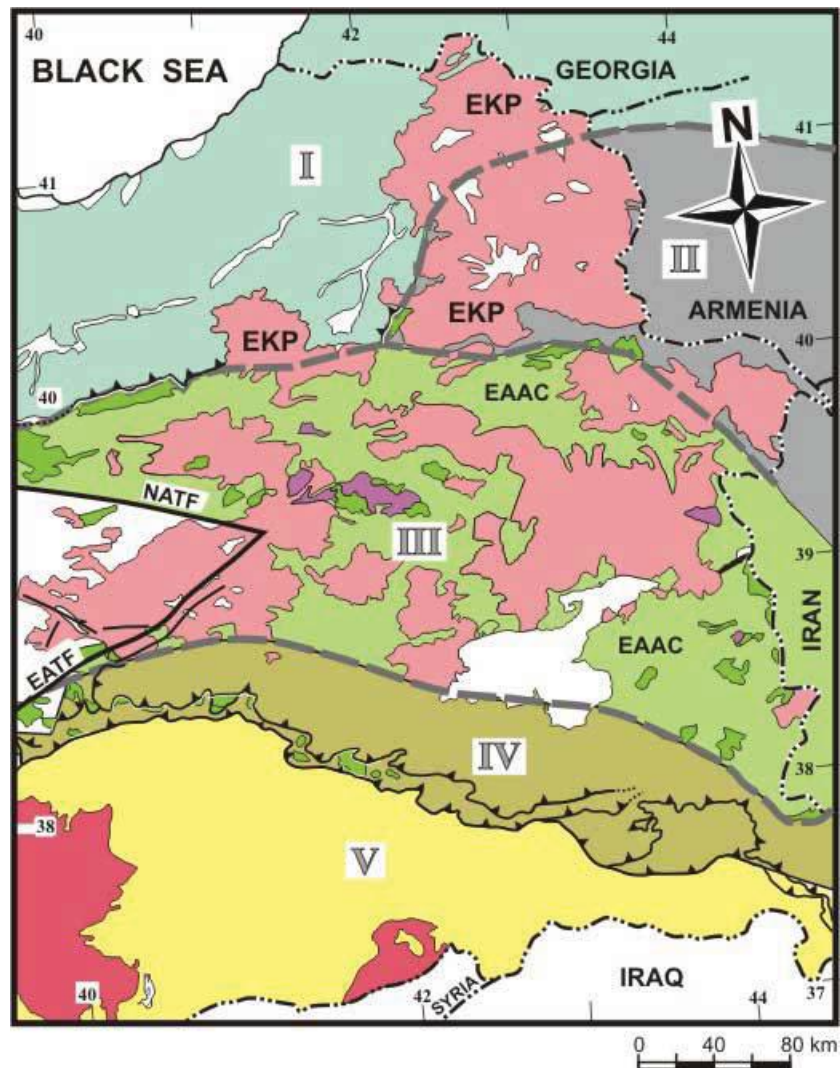 40
42
44
BLACK SEA
GEORGIA
EKP
N
41
41
I
II
EKP
ARMENIA
EKP
40
40
EAAC
NATF
III
39
IRAN
EAAC
EATF
IV
38
38
V
40
42
SYRIA
IRAQ
44
37
0 40 80 km